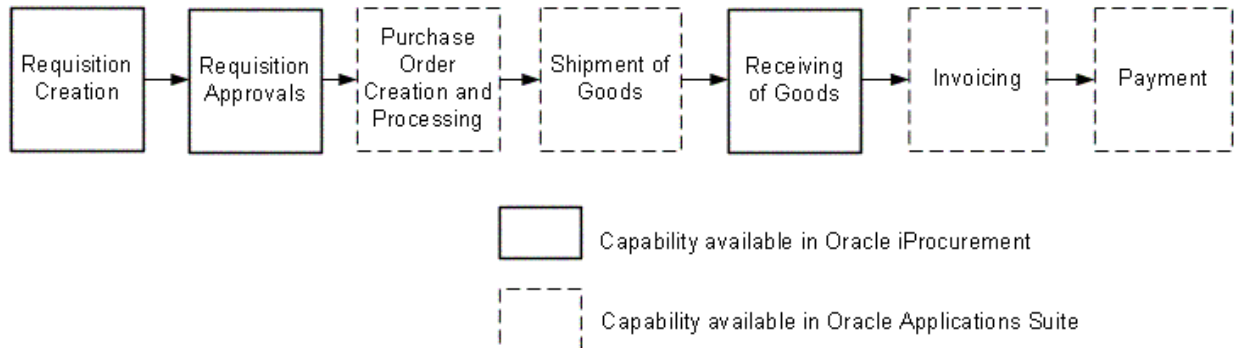 Requisition
Creation
Requisition
Approvals
Purchase
Order
Creation and
Processing
Shipment of
Goods
Receiving
of Goods
Invoicing
Payment
Capability available in Oracle iProcurement
Capability available in Oracle Applications Suite